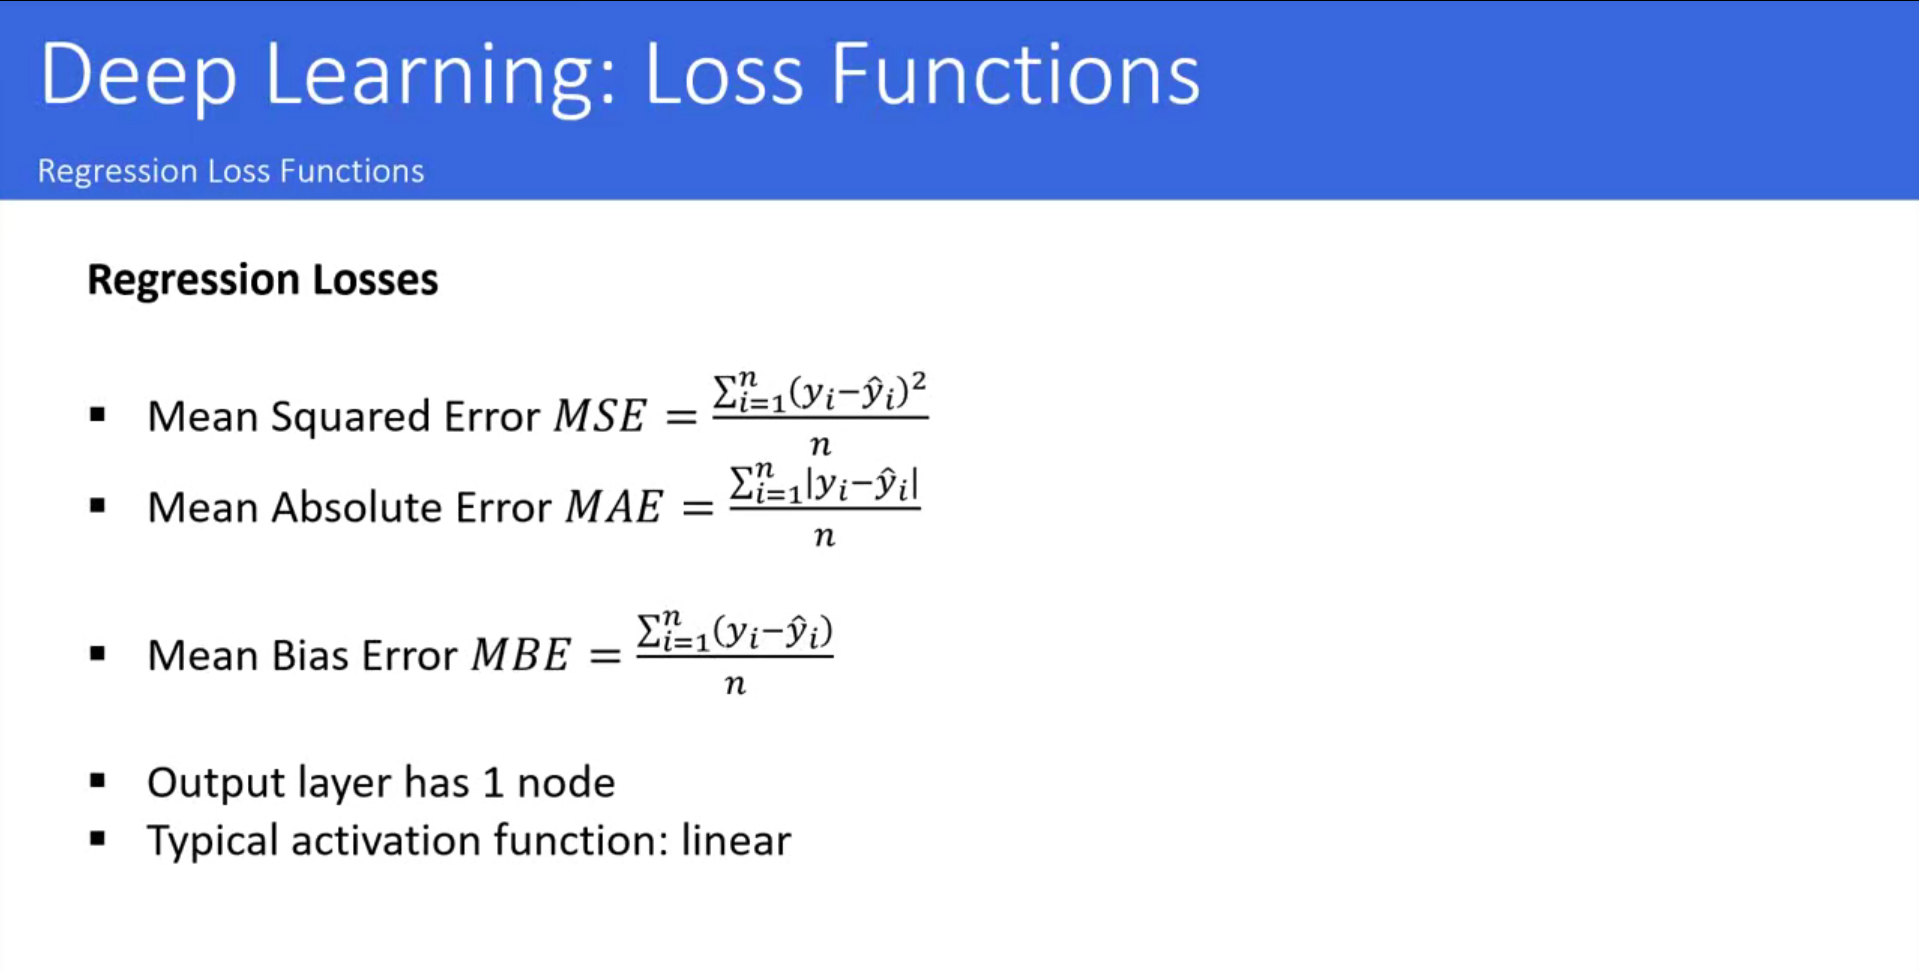 Deep Learning: Loss Functions
Regression Loss Functions
Regression Losses
▪ Mean Squared Error MSE = \frac{\sum_{i=1}^{n}(y_i-\hat{y}_i)^2}{n}
▪ Mean Absolute Error MAE = \frac{\sum_{i=1}^{n}|y_i-\hat{y}_i|}{n}
▪ Mean Bias Error MBE = \frac{\sum_{i=1}^{n}(y_i-\hat{y}_i)}{n}
▪ Output layer has 1 node
▪ Typical activation function: linear